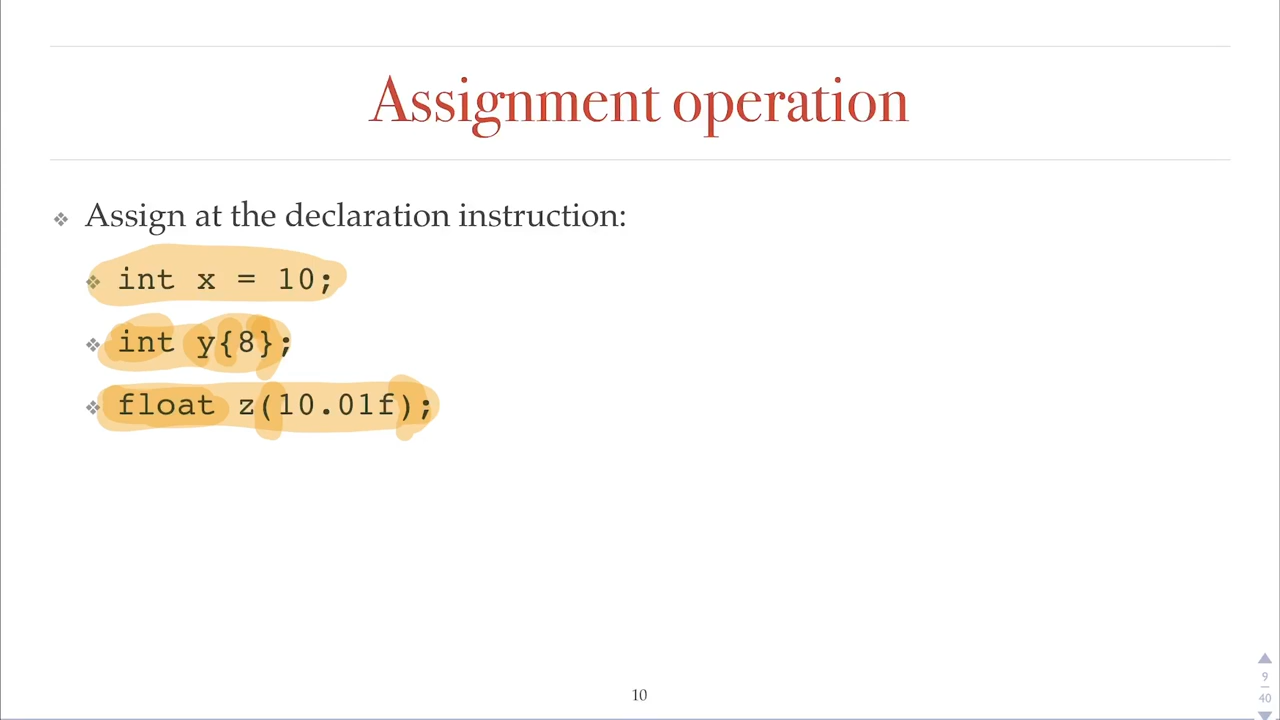 Assignment operation
❖ Assign at the declaration instruction:
❖ int x = 10;
❖ int y{8};
❖ float z(10.01f);
10
9
40